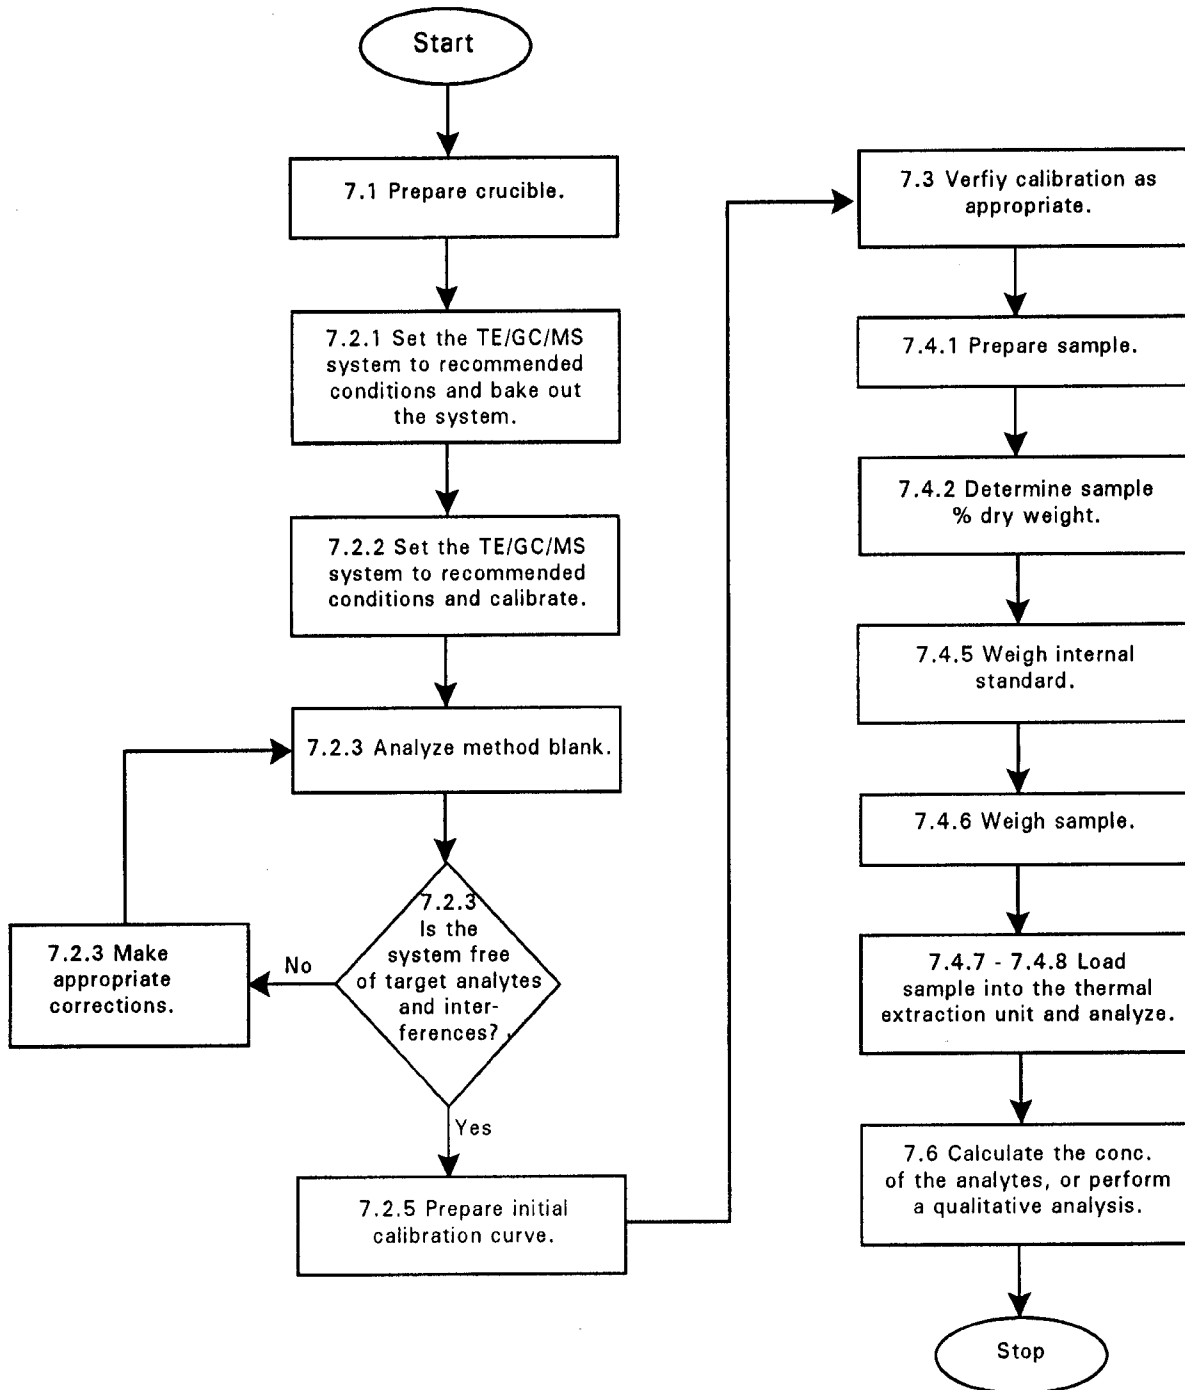 Start
7.1 Prepare crucible.
7.2.1 Set the TE/GC/MS
system to recommended
conditions and bake out
the system.
7.2.2 Set the TE/GC/MS
system to recommended
conditions and calibrate.
7.2.3 Analyze method blank.
7.2.3
Is the
system free
of target analytes
and inter-
ferences?
No
7.2.3 Make
appropriate
corrections.
Yes
7.2.5 Prepare initial
calibration curve.
7.3 Verfiy calibration as
appropriate.
7.4.1 Prepare sample.
7.4.2 Determine sample
% dry weight.
7.4.5 Weigh internal
standard.
7.4.6 Weigh sample.
7.4.7 - 7.4.8 Load
sample into the thermal
extraction unit and analyze.
7.6 Calculate the conc.
of the analytes, or perform
a qualitative analysis.
Stop